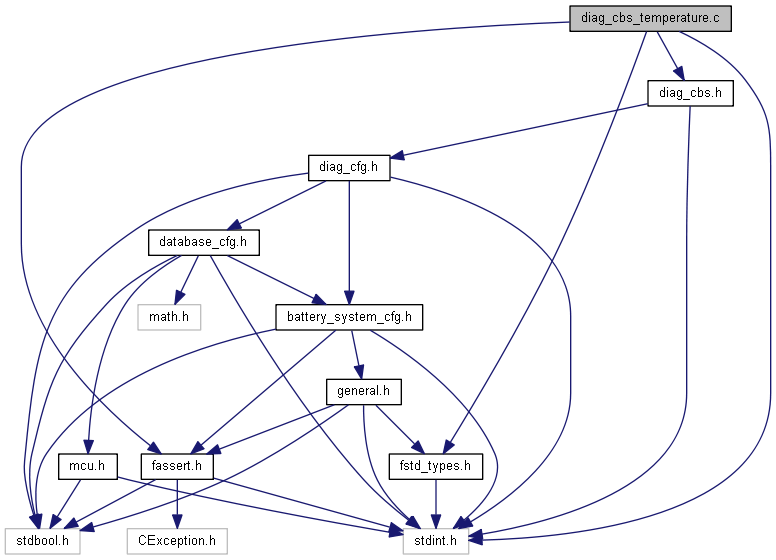 diag_cbs_temperature.c
diag_cbs.h
diag_cfg.h
database_cfg.h
math.h
battery_system_cfg.h
general.h
mcu.h
fassert.h
fstd_types.h
stdbool.h
CException.h
stdint.h